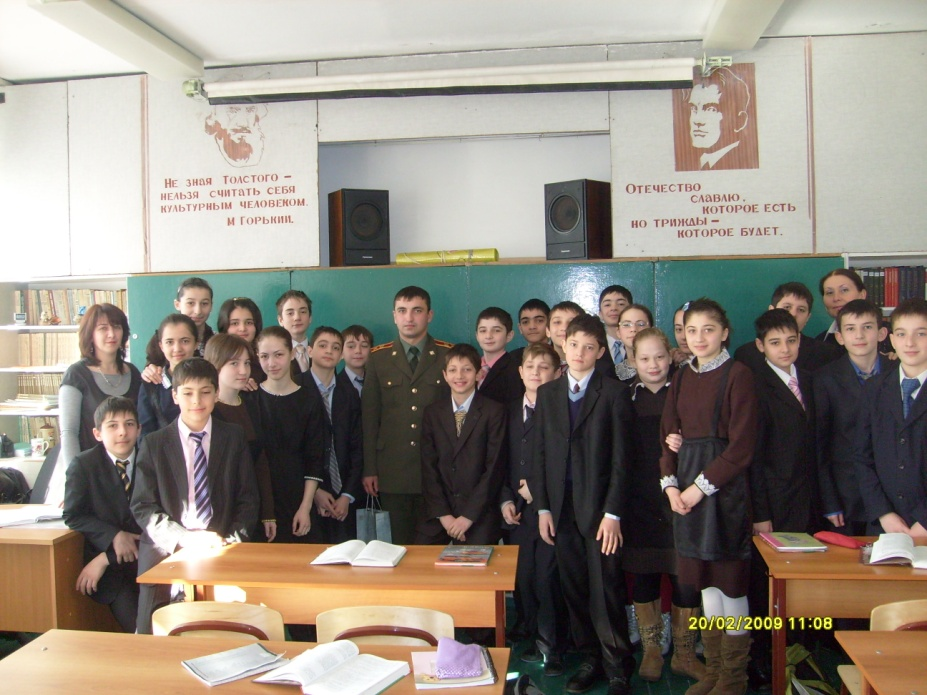 Не зная Толстого –
нельзя считать себя
культурным человеком.
М Горький.
Отечество
славлю,
которое есть
но трижды –
которое будет.
20/02/2009 11:08